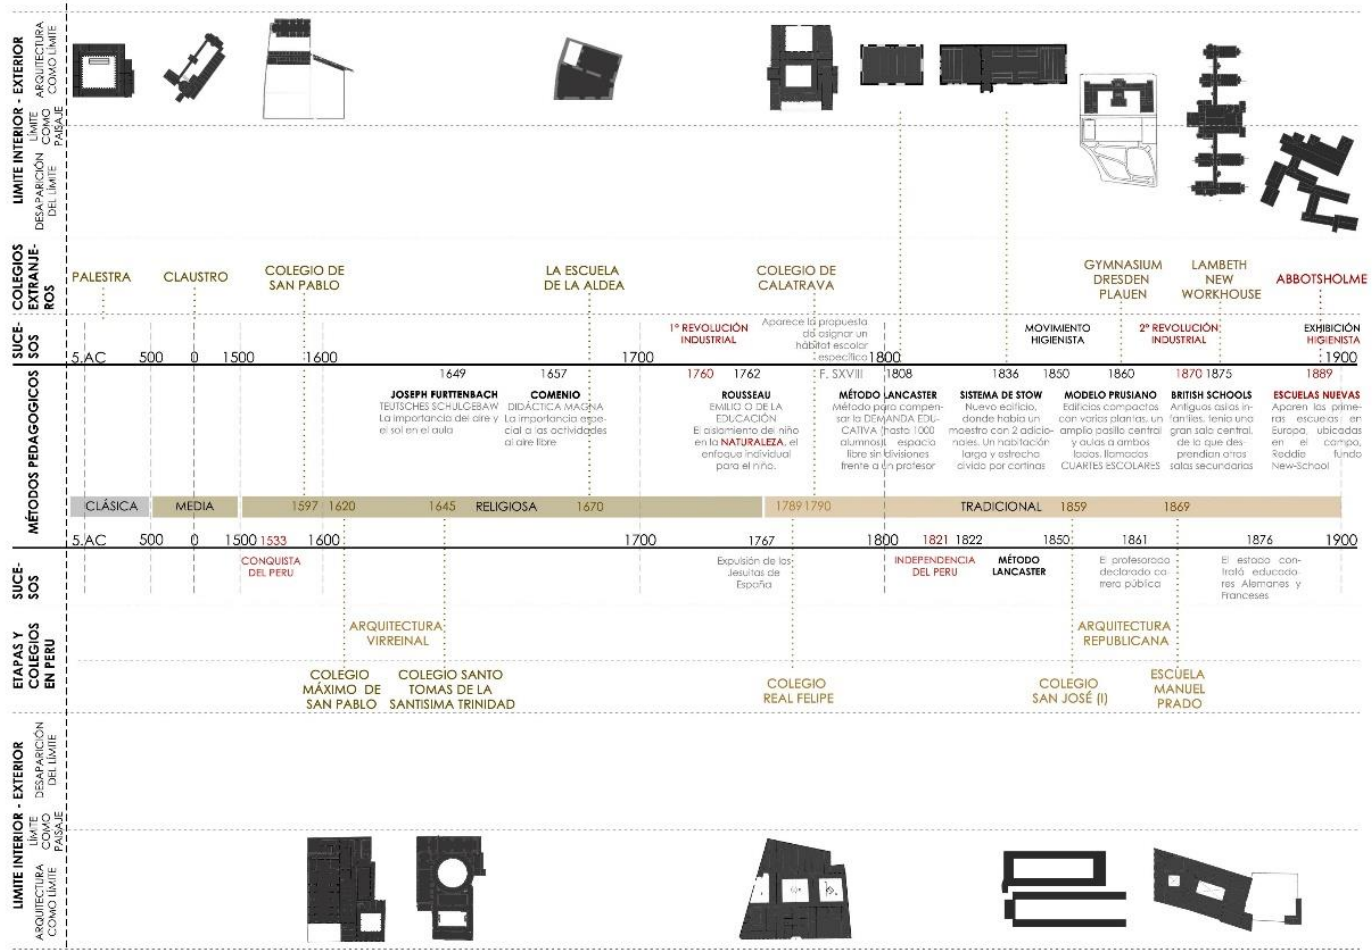 LIMITE INTERIOR - EXTERIOR
ARQUITECTURA
COMO LÍMITE
LÍMITE
COMO
PAISAJE
DESAPARICIÓN
DEL LÍMITE
COLEGIOS
EXTRANJE-
ROS
PALESTRA
CLAUSTRO
COLEGIO DE
SAN PABLO
LA ESCUELA
DE LA ALDEA
COLEGIO DE
CALATRAVA
GYMNASIUM
DRESDEN
PLAUEN
LAMBETH
NEW
WORKHOUSE
ABBOTSHOLME
SUCE-
SOS
1º REVOLUCIÓN
INDUSTRIAL
Aparece la propuesta
de asignar un
hábitat escolar
específico
MOVIMIENTO
HIGIENISTA
2º REVOLUCIÓN
INDUSTRIAL
EXHIBICIÓN
HIGIENISTA
5.AC 500 0 1500 1600 1700 1800 1900
MÉTODOS PEDAGOGICOS
1649
JOSEPH FURTTENBACH
TEUTSCHES SCHULGEBAW
La importancia del aire y
el sol en el aula
1657
COMENIO
DIDÁCTICA MAGNA
La importancia espe-
cial a las actividades
al aire libre
1760
1762
ROUSSEAU
EMILIO O DE LA
EDUCACIÓN
El aislamiento del niño
en la NATURALEZA, el
enfoque individual
para el niño.
F. SXVIII
1808
MÉTODO LANCASTER
Método para compen-
sar la DEMANDA EDU-
CATIVA (hasta 1000
alumnos), espacio
libre sin divisiones
frente a un profesor
1836
SISTEMA DE STOW
Nuevo edificio,
donde había un
maestro con 2 adicio-
nales. Un habitación
larga y estrecha
divido por cortinas
1850
1860
MODELO PRUSIANO
Edificios compactos
con varias plantas, un
amplio pasillo central
y aulas a ambos
lados, llamados
CUARTES ESCOLARES
1870
1875
BRITISH SCHOOLS
Antiguos asilos in-
fantiles, tenia una
gran sala central,
de la que des-
prendian otras
salas secundarias
1889
ESCUELAS NUEVAS
Aparen las prime-
ras escuelas en
Europa, ubicadas
en el campo,
Reddie fundo
New-School
CLÁSICA MEDIA 1597 1620 1645 RELIGIOSA 1670 1789 1790 TRADICIONAL 1859 1869
5.AC 500 0 1500 1533 1600 1700 1767 1800 1821 1822 1850 1861 1876 1900
SUCE-
SOS
CONQUISTA
DEL PERU
Expulsión de los
Jesuitas de
España
INDEPENDENCIA
DEL PERU
MÉTODO
LANCASTER
El profesorado
declarado ca-
rrera pública
El estado con-
trató educado-
res Alemanes y
Franceses
ETAPAS Y
COLEGIOS
EN PERU
ARQUITECTURA
VIRREINAL
ARQUITECTURA
REPUBLICANA
COLEGIO
MÁXIMO DE
SAN PABLO
COLEGIO SANTO
TOMAS DE LA
SANTISIMA TRINIDAD
COLEGIO
REAL FELIPE
COLEGIO
SAN JOSÉ (I)
ESCUELA
MANUEL
PRADO
LIMITE INTERIOR - EXTERIOR
DESAPARICIÓN
DEL LÍMITE
LÍMITE
COMO
PAISAJE
ARQUITECTURA
COMO LÍMITE